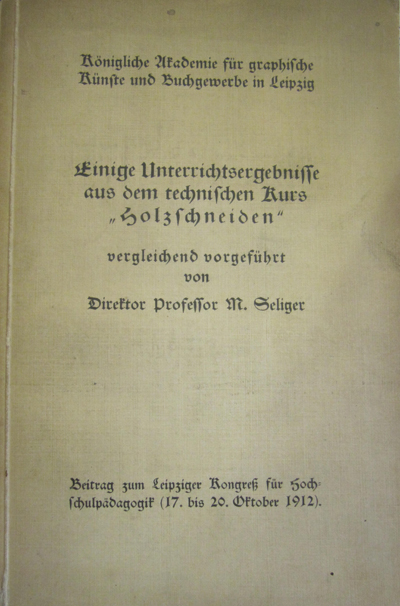 Königliche Akademie für graphische
Künste und Buchgewerbe in Leipzig
Einige Unterrichtsergebnisse
aus dem technischen Kurs
„Holzschneiden“
vergleichend vorgeführt
von
Direktor Professor M. Seliger
Beitrag zum Leipziger Kongreß für Hoch-
schulpädagogik (17. bis 20. Oktober 1912).